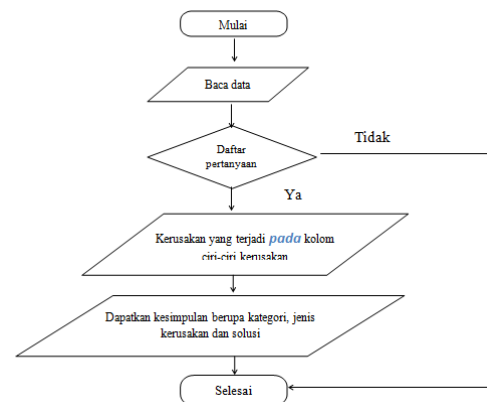 Mulai
Baca data
Daftar
pertanyaan
Tidak
Ya
Kerusakan yang terjadi pada kolom
ciri-ciri kerusakan
Dapatkan kesimpulan berupa kategori, jenis
kerusakan dan solusi
Selesai